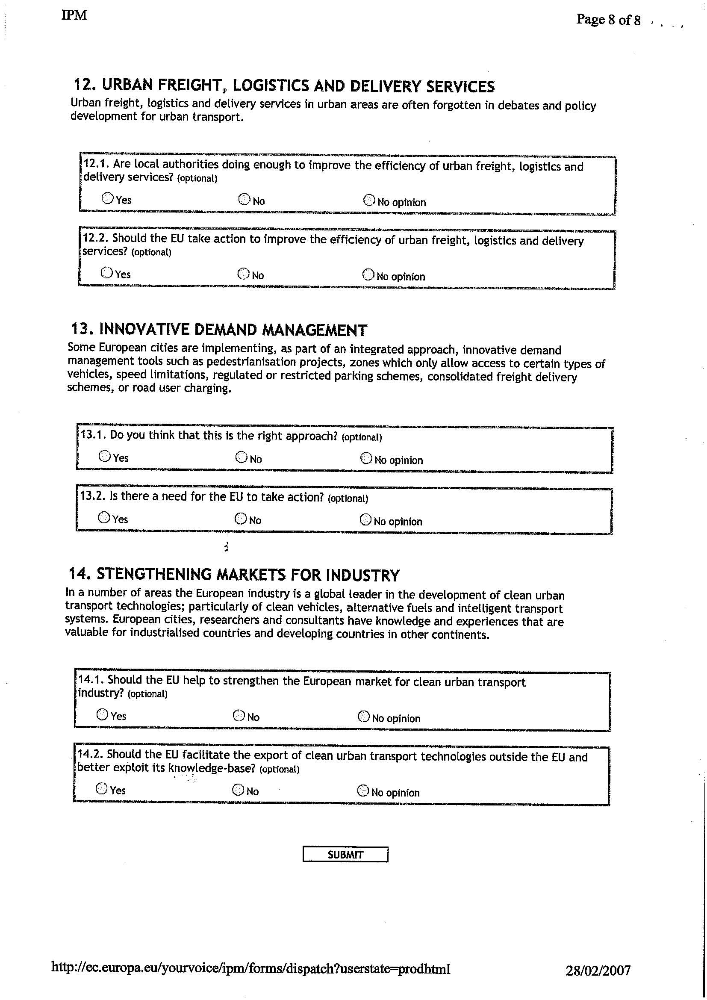 IPM
Page 8 of 8
12. URBAN FREIGHT, LOGISTICS AND DELIVERY SERVICES
Urban freight, logistics and delivery services in urban areas are often forgotten in debates and policy
development for urban transport.
12.1. Are local authorities doing enough to improve the efficiency of urban freight, logistics and
delivery services? (optional)
Yes No No opinion
12.2. Should the EU take action to improve the efficiency of urban freight, logistics and delivery
services? (optional)
Yes No No opinion
13. INNOVATIVE DEMAND MANAGEMENT
Some European cities are implementing, as part of an integrated approach, innovative demand
management tools such as pedestrianisation projects, zones which only allow access to certain types of
vehicles, speed limitations, regulated or restricted parking schemes, consolidated freight delivery
schemes, or road user charging.
13.1. Do you think that this is the right approach? (optional)
Yes No No opinion
13.2. Is there a need for the EU to take action? (optional)
Yes No No opinion
14. STENGTHENING MARKETS FOR INDUSTRY
In a number of areas the European industry is a global leader in the development of clean urban
transport technologies; particularly of clean vehicles, alternative fuels and intelligent transport
systems. European cities, researchers and consultants have knowledge and experiences that are
valuable for industrialised countries and developing countries in other continents.
14.1. Should the EU help to strengthen the European market for clean urban transport
industry? (optional)
Yes No No opinion
14.2. Should the EU facilitate the export of clean urban transport technologies outside the EU and
better exploit its knowledge-base? (optional)
Yes No No opinion
SUBMIT
http://ec.europa.eu/yourvoice/ipm/forms/dispatch?userstate=prodhtml
28/02/2007